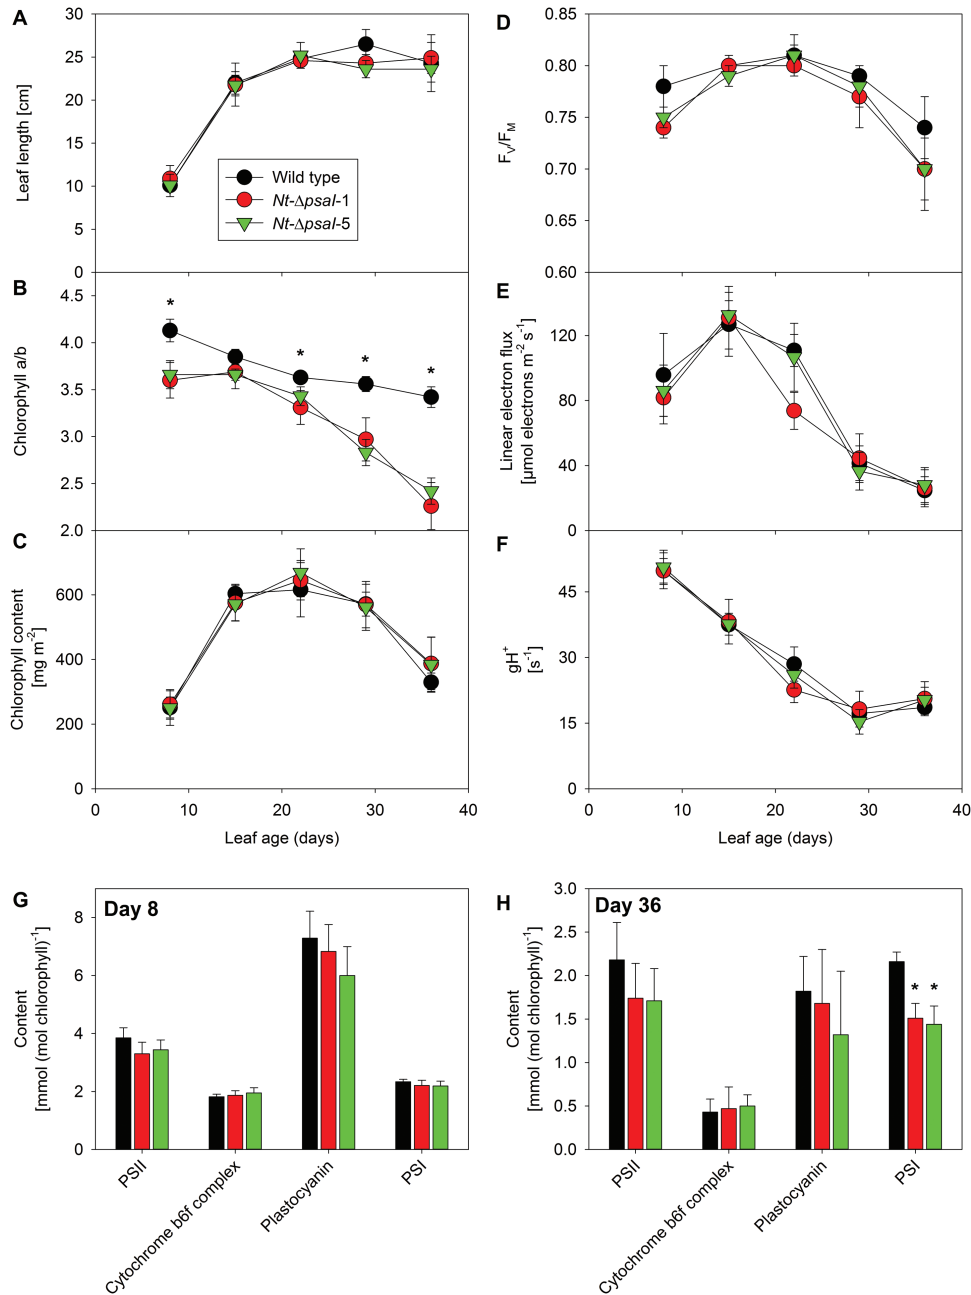 A
Leaf length [cm]
30
25
20
15
10
5
0
Wild type
Nt-ΔpsaI-1
Nt-ΔpsaI-5
B
Chlorophyll a/b
4.5
4.0
3.5
3.0
2.5
2.0
*
*
*
*
C
Chlorophyll content
[mg m⁻²]
600
400
200
0
0 10 20 30 40
Leaf age (days)
D
Fᵥ/F_M
0.85
0.80
0.75
0.70
0.65
0.60
E
Linear electron flux
[µmol electrons m⁻² s⁻¹]
120
80
40
0
F
gH⁺
[s⁻¹]
45
30
15
0
0 10 20 30 40
Leaf age (days)
G
Day 8
Content
[mmol (mol chlorophyll)⁻¹]
8
6
4
2
0
PSII
Cytochrome b6f complex
Plastocyanin
PSI
H
Day 36
Content
[mmol (mol chlorophyll)⁻¹]
3.0
2.5
2.0
1.5
1.0
0.5
0.0
* *
PSII
Cytochrome b6f complex
Plastocyanin
PSI